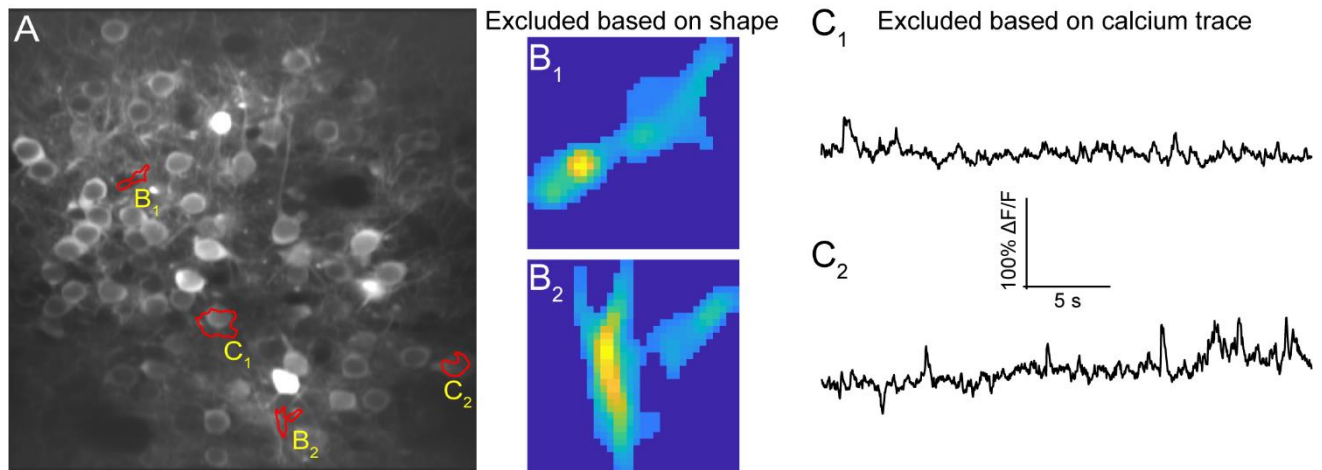 A
B1
C1
C2
B2
Excluded based on shape
B1
B2
C1 Excluded based on calcium trace
100% ΔF/F
5 s
C2